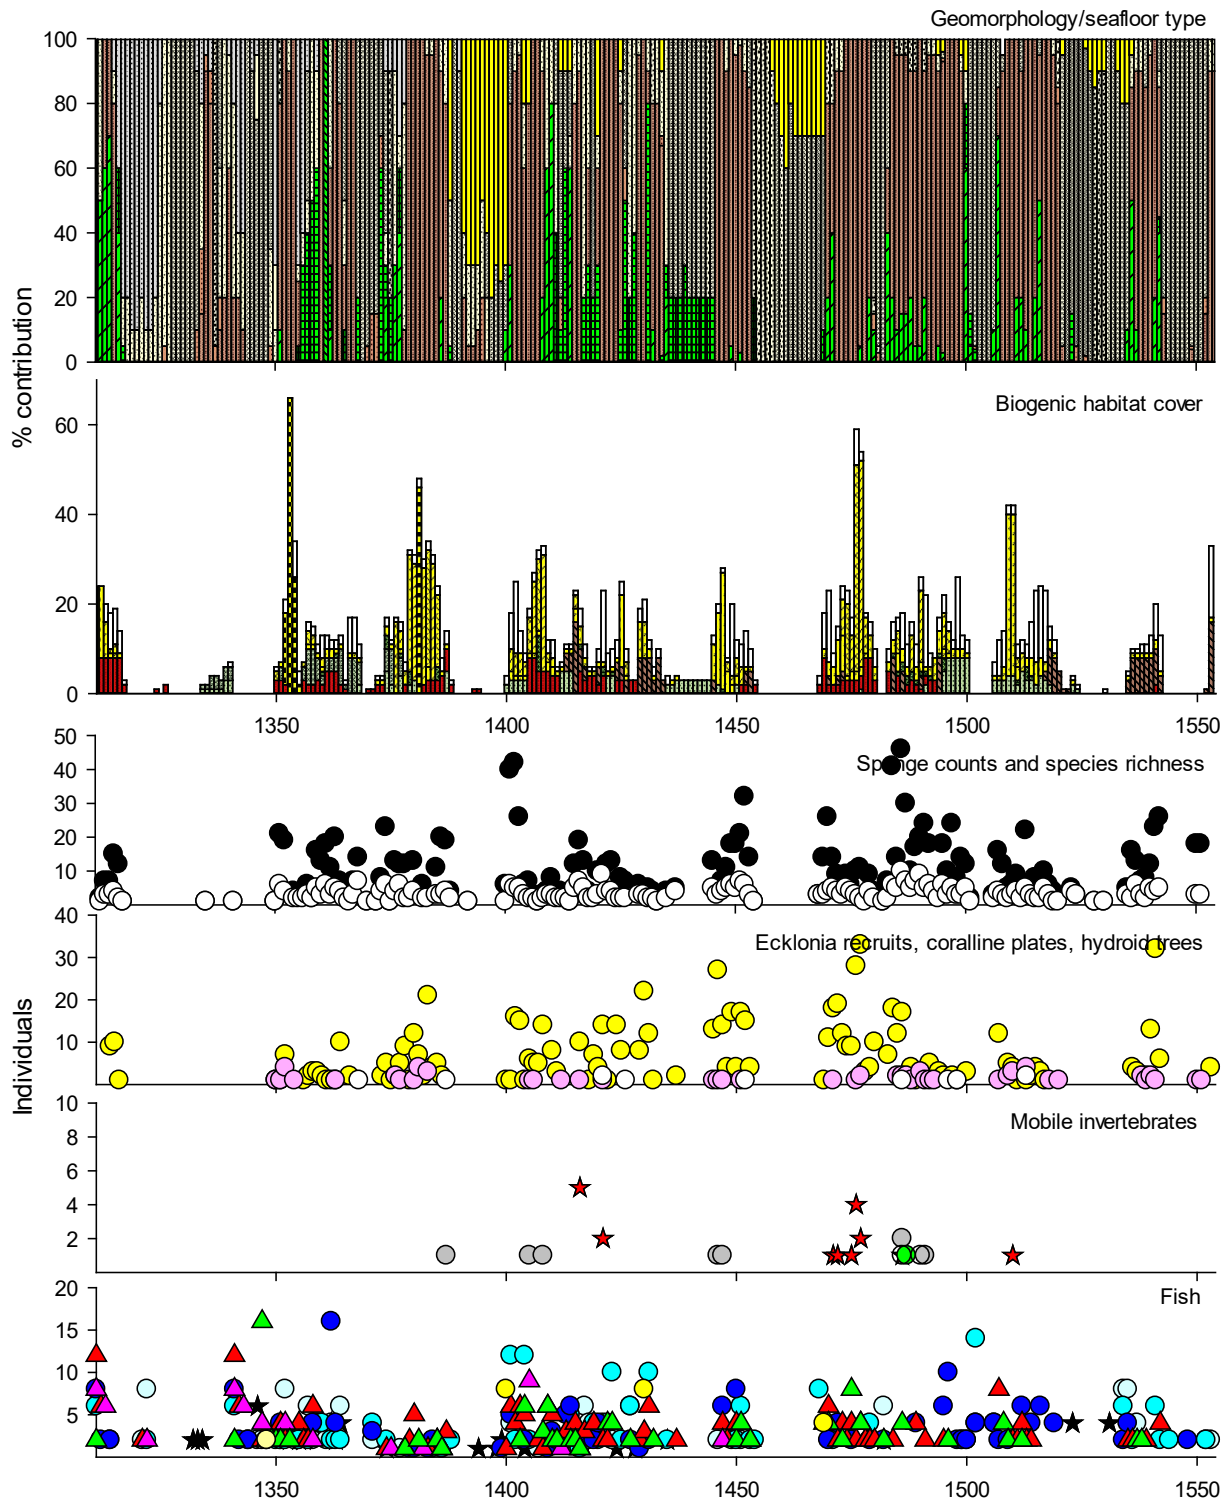 Geomorphology/seafloor type
100
80
60
40
20
0
% contribution
Biogenic habitat cover
60
40
20
0
1350 1400 1450 1500 1550
50
40
30
20
10
Sponge counts and species richness
40
30
20
10
Ecklonia recruits, coralline plates, hydroid trees
Individuals
10
8
6
4
2
Mobile invertebrates
20
15
10
5
Fish
1350 1400 1450 1500 1550